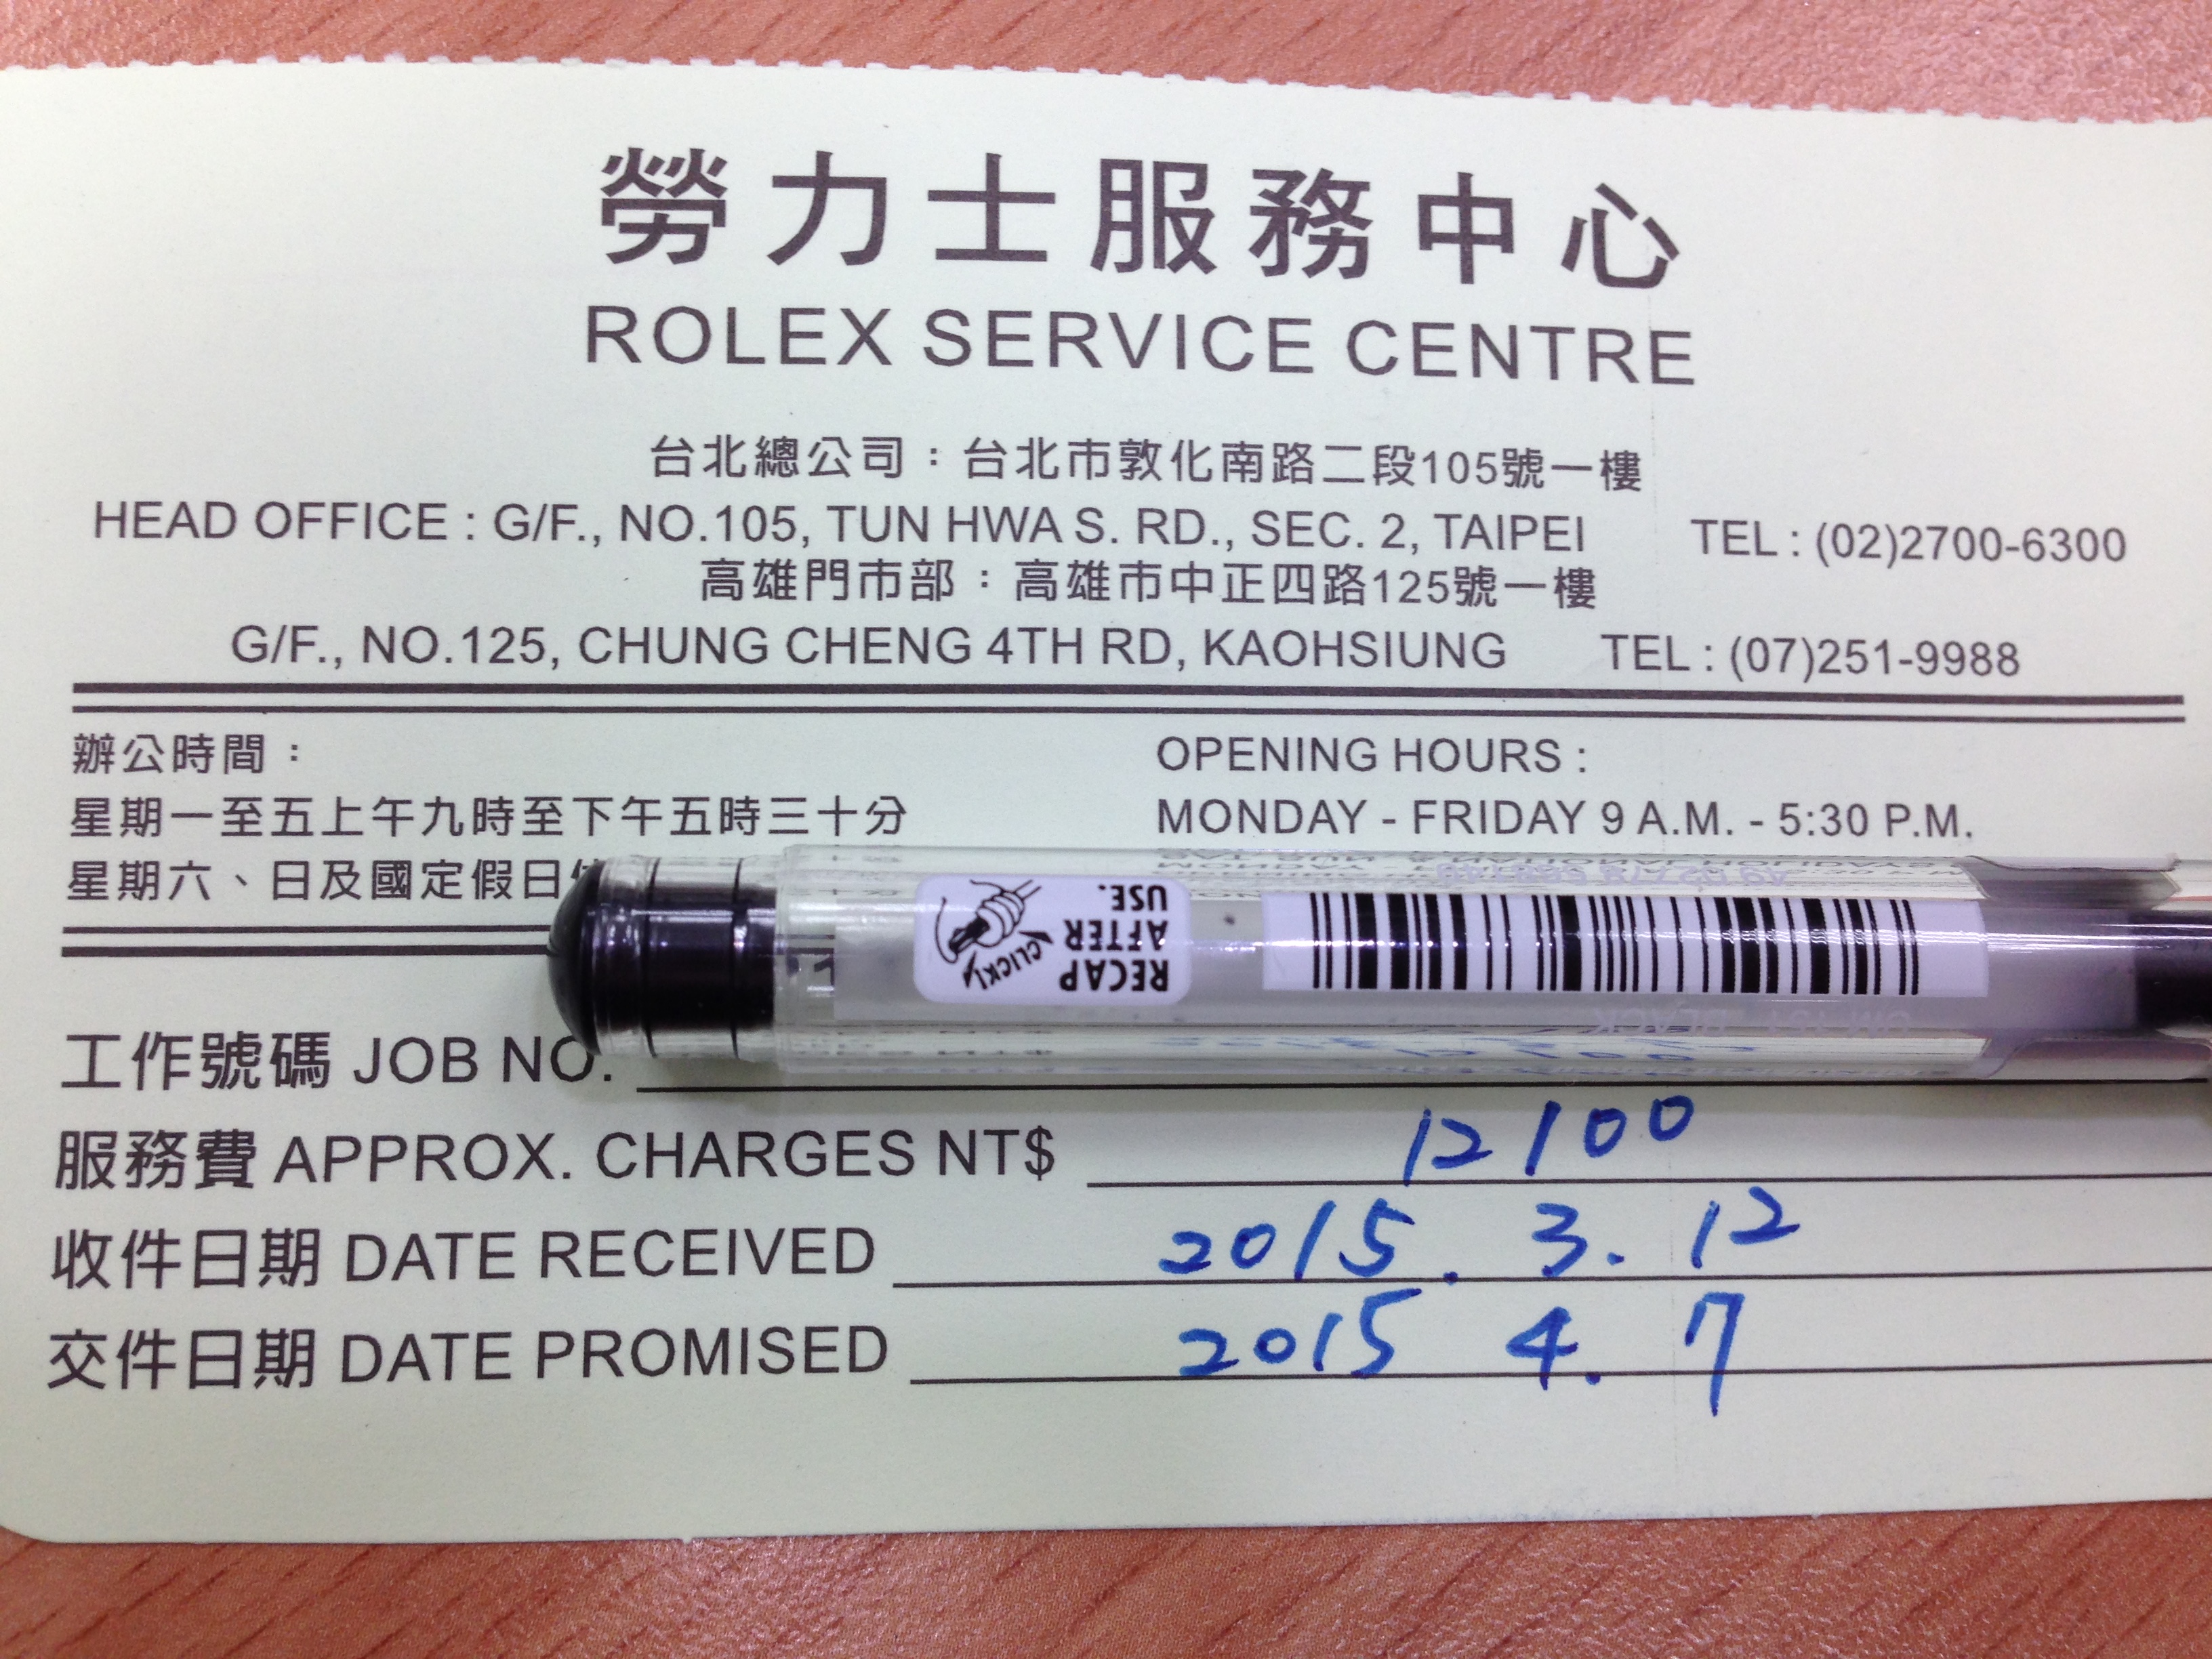 勞力士服務中心
ROLEX SERVICE CENTRE
台北總公司：台北市敦化南路二段105號一樓
HEAD OFFICE : G/F., NO.105, TUN HWA S. RD., SEC. 2, TAIPEI TEL : (02)2700-6300
高雄門市部：高雄市中正四路125號一樓
G/F., NO.125, CHUNG CHENG 4TH RD, KAOHSIUNG TEL : (07)251-9988
辦公時間：
星期一至五上午九時至下午五時三十分
星期六、日及國定假日
OPENING HOURS :
MONDAY - FRIDAY 9 A.M. - 5:30 P.M.
RECAP
AFTER
USE.
CLICK!
BLACK
工作號碼 JOB NO.
服務費 APPROX. CHARGES NT$ 12100
收件日期 DATE RECEIVED 2015. 3. 12
交件日期 DATE PROMISED 2015 4. 7